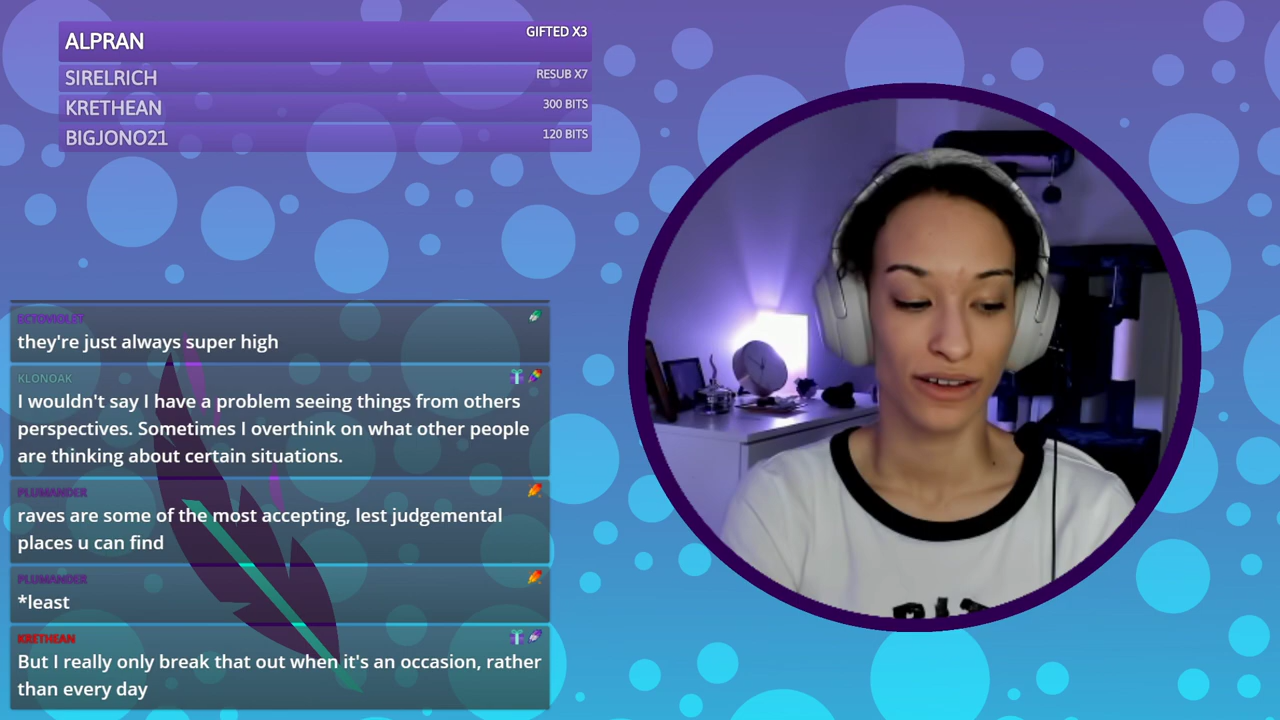 ALPRAN GIFTED X3
SIRELRICH RESUB X7
KRETHEAN 300 BITS
BIGJONO21 120 BITS
ECTOVIOLET
they're just always super high
KLONOAK
I wouldn't say I have a problem seeing things from others
perspectives. Sometimes I overthink on what other people
are thinking about certain situations.
PLUMANDER
raves are some of the most accepting, lest judgemental
places u can find
PLUMANDER
*least
KRETHEAN
But I really only break that out when it's an occasion, rather
than every day